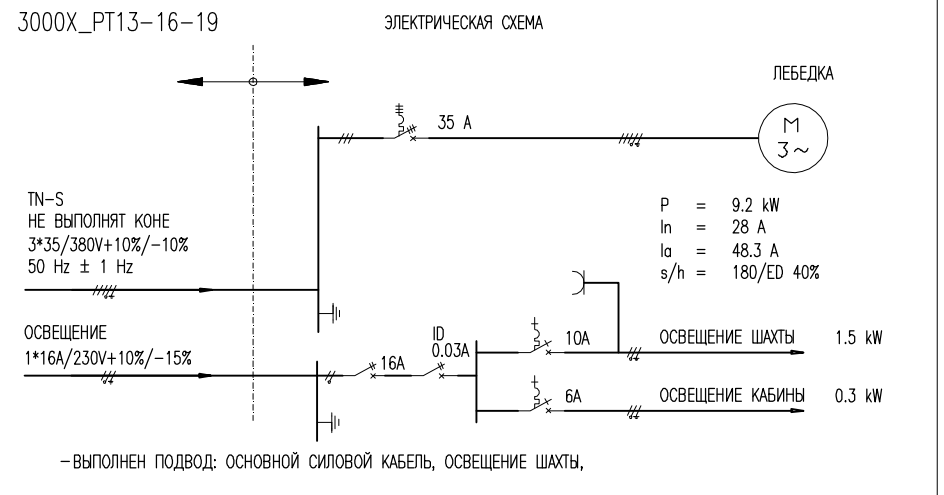 3000X_PT13-16-19
ЭЛЕКТРИЧЕСКАЯ СХЕМА
ЛЕБЕДКА
35 A
M
3~
TN-S
НЕ ВЫПОЛНЯТ КОНЕ
3*35/380V+10%/-10%
50 Hz ± 1 Hz
P = 9.2 kW
In = 28 A
Ia = 48.3 A
s/h = 180/ED 40%
ОСВЕЩЕНИЕ
1*16A/230V+10%/-15%
16A
ID
0.03A
10A
ОСВЕЩЕНИЕ ШАХТЫ 1.5 kW
6A
ОСВЕЩЕНИЕ КАБИНЫ 0.3 kW
-ВЫПОЛНЕН ПОДВОД: ОСНОВНОЙ СИЛОВОЙ КАБЕЛЬ, ОСВЕЩЕНИЕ ШАХТЫ,